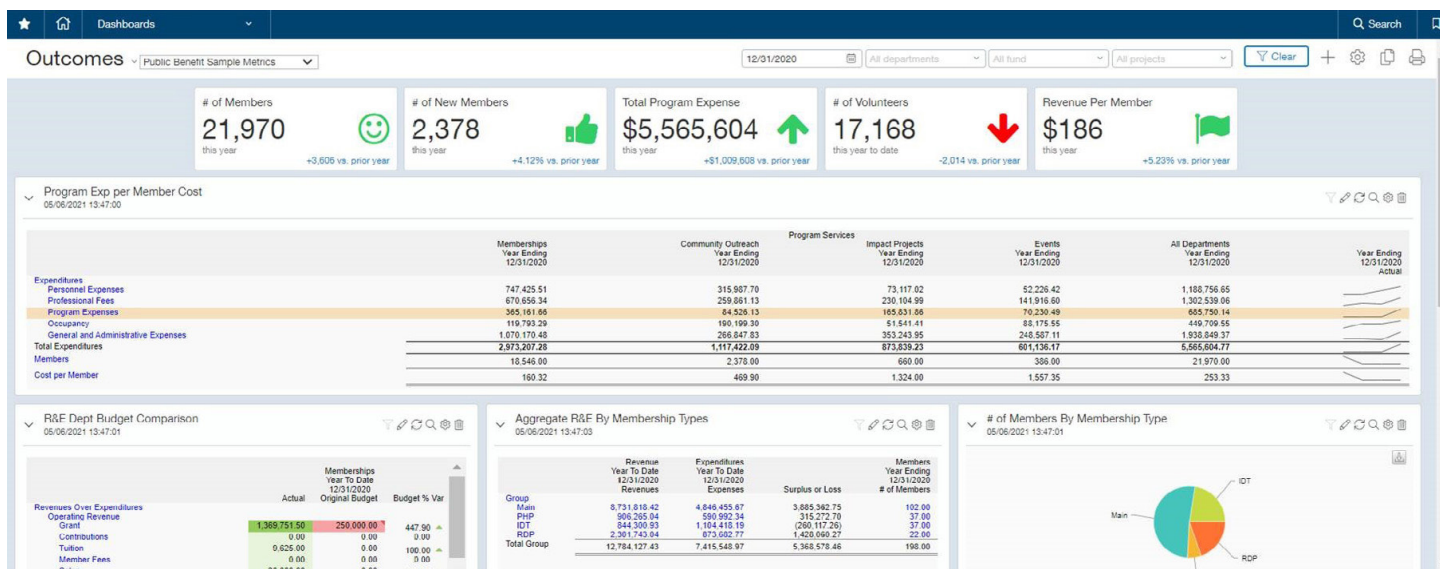 Dashboards
Search
Outcomes Public Benefit Sample Metrics 12/31/2020 All departments All fund All projects Clear
# of Members
21,970
this year
+3,606 vs. prior year
# of New Members
2,378
this year
+4.12% vs. prior year
Total Program Expense
$5,565,604
this year
+$1,009,608 vs. prior year
# of Volunteers
17,168
this year to date
-2,014 vs. prior year
Revenue Per Member
$186
this year
+5.23% vs. prior year
Program Exp per Member Cost
05/06/2021 13:47:00
Program Services
Memberships Community Outreach Impact Projects Events All Departments
Year Ending Year Ending Year Ending Year Ending Year Ending Year Ending
12/31/2020 12/31/2020 12/31/2020 12/31/2020 12/31/2020 12/31/2020
Actual
Expenditures
Personnel Expenses 747,425.51 315,987.70 73,117.02 52,226.42 1,188,756.65
Professional Fees 670,656.34 259,861.13 230,104.99 141,916.60 1,302,539.06
Program Expenses 365,161.66 84,526.13 165,831.86 70,230.49 685,750.14
Occupancy 119,793.29 190,199.30 51,541.41 88,175.55 449,709.55
General and Administrative Expenses 1,070,170.48 266,847.83 353,243.95 248,587.11 1,938,849.37
Total Expenditures 2,973,207.28 1,117,422.09 873,839.23 601,136.17 5,565,604.77
Members 18,546.00 2,378.00 660.00 386.00 21,970.00
Cost per Member 160.32 469.90 1,324.00 1,557.35 253.33
R&E Dept Budget Comparison
05/06/2021 13:47:01
Memberships
Year To Date
12/31/2020
Actual Original Budget Budget % Var
Revenues Over Expenditures
Operating Revenue
Grant 1,369,751.50 250,000.00 447.90
Contributions 0.00 0.00 0.00
Tuition 9,625.00 0.00 100.00
Member Fees 0.00 0.00 0.00
Aggregate R&E By Membership Types
05/06/2021 13:47:03
Revenue Expenditures Members
Year To Date Year To Date Year Ending
12/31/2020 12/31/2020 12/31/2020
Revenues Expenses Surplus or Loss # of Members
Group
Main 8,731,818.42 4,846,455.67 3,885,362.75 102.00
PHP 906,265.04 590,992.34 315,272.70 37.00
IDT 844,300.93 1,104,418.19 (260,117.26) 37.00
RDP 2,301,743.04 873,682.77 1,428,060.27 22.00
Total Group 12,784,127.43 7,415,548.97 5,368,578.46 198.00
# of Members By Membership Type
05/06/2021 13:47:01
IDT
Main
RDP